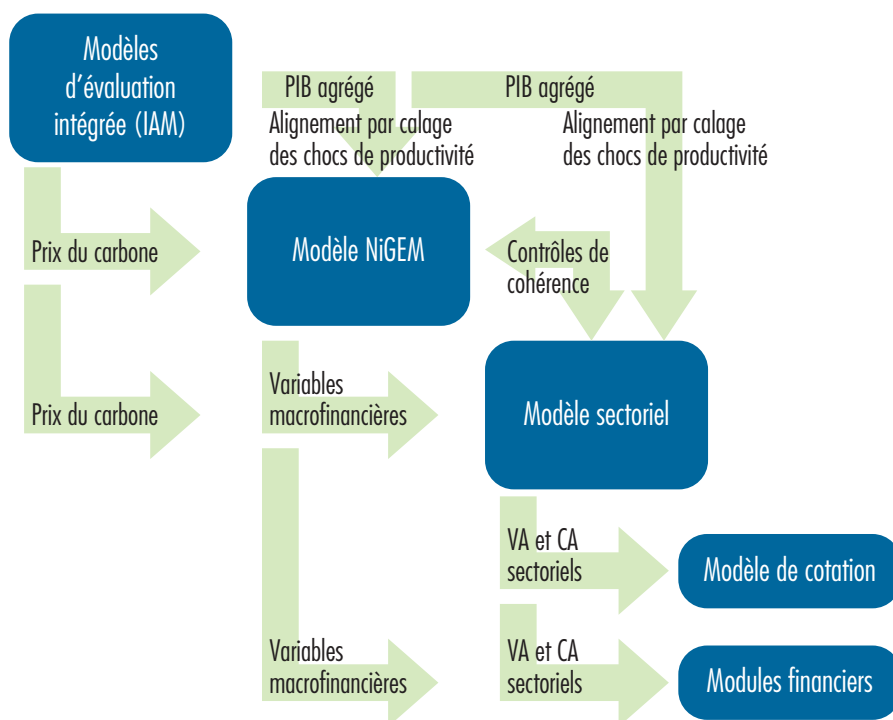 Modèles
d'évaluation
intégrée (IAM)
PIB agrégé
Alignement par calage
des chocs de productivité
PIB agrégé
Alignement par calage
des chocs de productivité
Prix du carbone
Modèle NiGEM
Contrôles de
cohérence
Prix du carbone
Variables
macrofinancières
Modèle sectoriel
VA et CA
sectoriels
Modèle de cotation
Variables
macrofinancières
VA et CA
sectoriels
Modules financiers